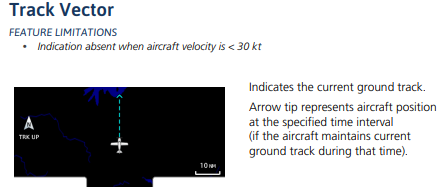 Track Vector
FEATURE LIMITATIONS
• Indication absent when aircraft velocity is < 30 kt
Indicates the current ground track.
Arrow tip represents aircraft position
at the specified time interval
(if the aircraft maintains current
ground track during that time).
N
TRK UP
10 NM